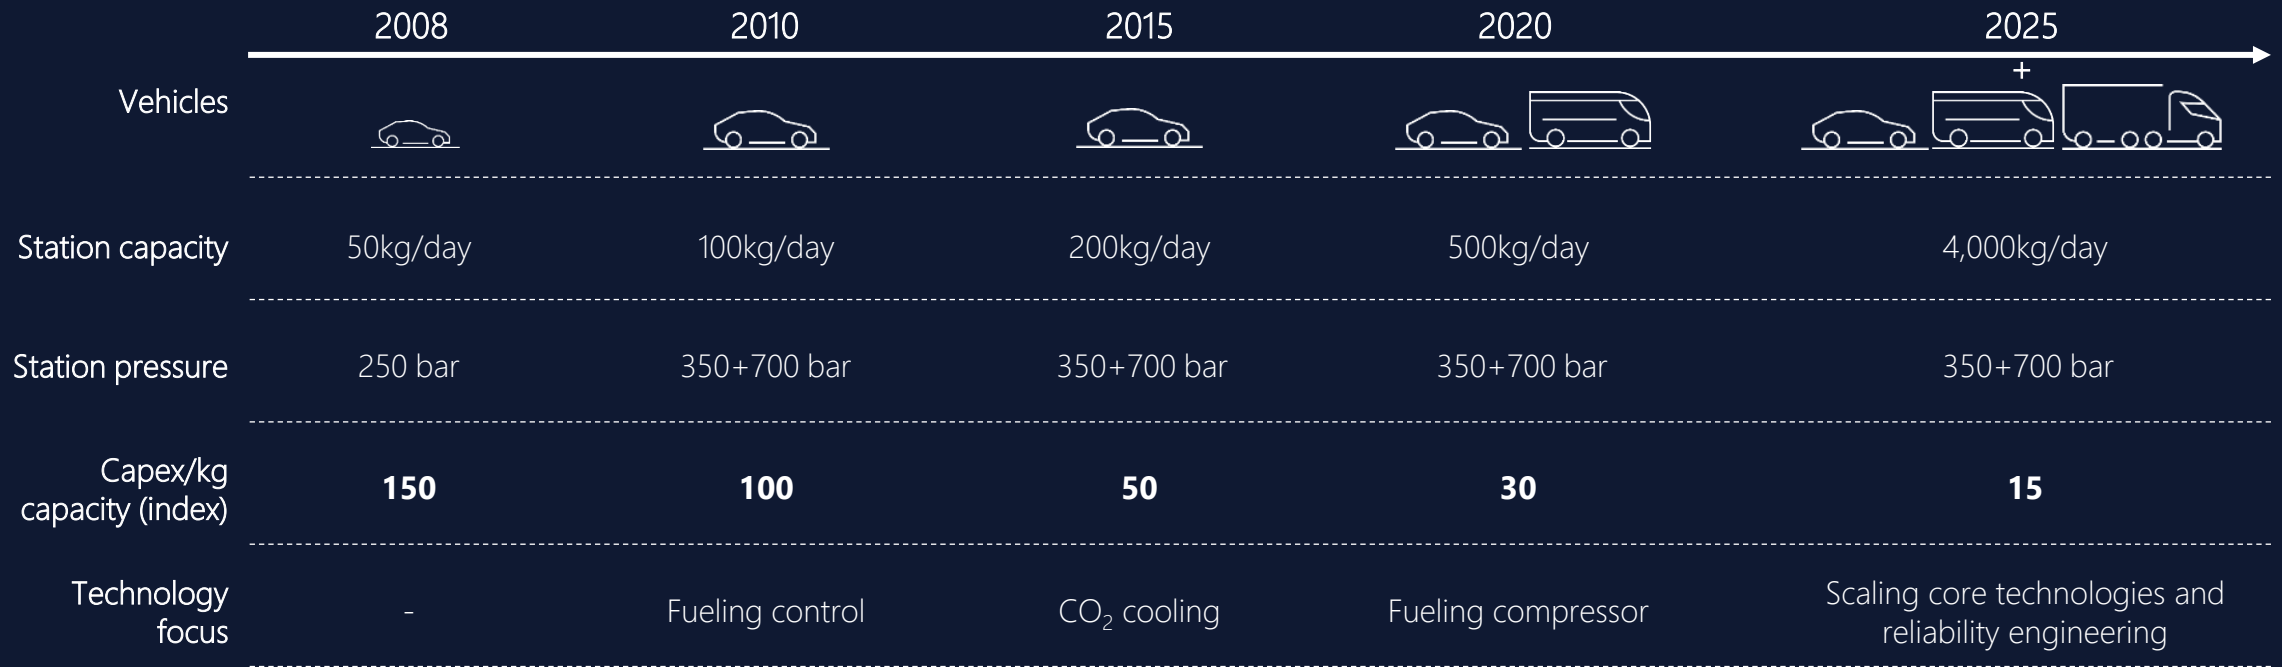 2008 2010 2015 2020 2025
Vehicles +
Station capacity 50kg/day 100kg/day 200kg/day 500kg/day 4,000kg/day
Station pressure 250 bar 350+700 bar 350+700 bar 350+700 bar 350+700 bar
Capex/kg
capacity (index) 150 100 50 30 15
Technology
focus - Fueling control CO₂ cooling Fueling compressor Scaling core technologies and
reliability engineering